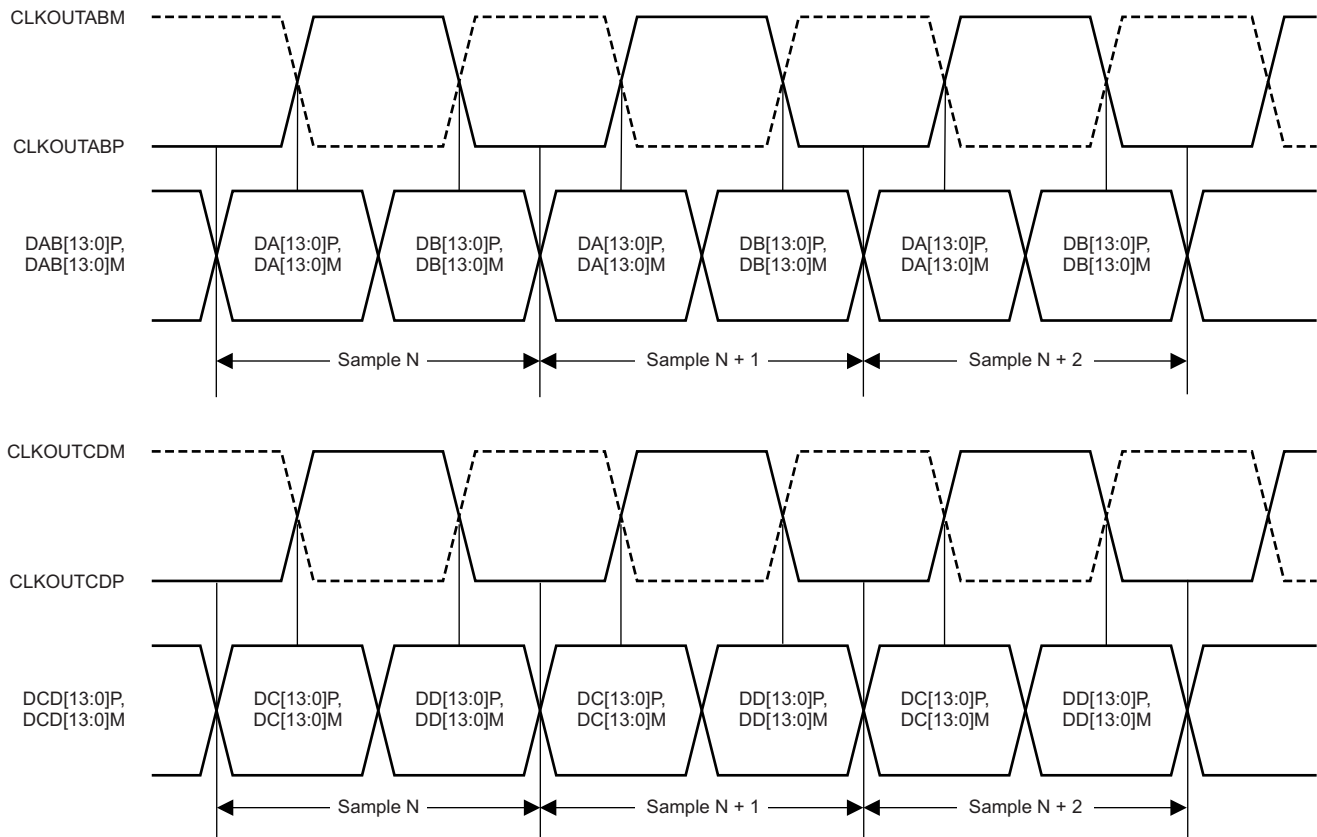 CLKOUTABM
CLKOUTABP
DAB[13:0]P,
DAB[13:0]M
DA[13:0]P,
DA[13:0]M
DB[13:0]P,
DB[13:0]M
DA[13:0]P,
DA[13:0]M
DB[13:0]P,
DB[13:0]M
DA[13:0]P,
DA[13:0]M
DB[13:0]P,
DB[13:0]M
Sample N
Sample N + 1
Sample N + 2
CLKOUTCDM
CLKOUTCDP
DCD[13:0]P,
DCD[13:0]M
DC[13:0]P,
DC[13:0]M
DD[13:0]P,
DD[13:0]M
DC[13:0]P,
DC[13:0]M
DD[13:0]P,
DD[13:0]M
DC[13:0]P,
DC[13:0]M
DD[13:0]P,
DD[13:0]M
Sample N
Sample N + 1
Sample N + 2